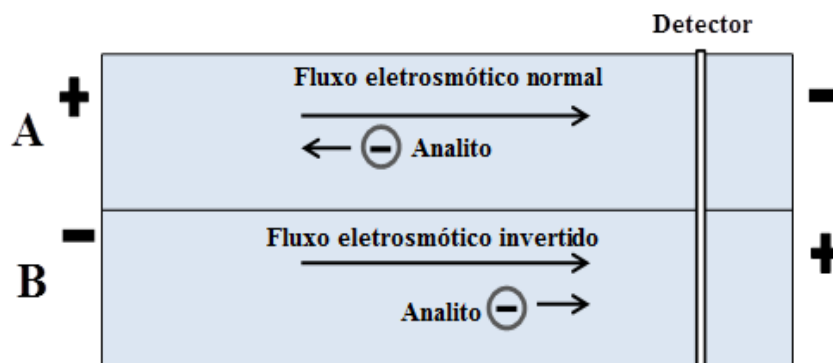 Detector
+
Fluxo eletrosmótico normal
-
A
- Analito
-
Fluxo eletrosmótico invertido
+
B
Analito -